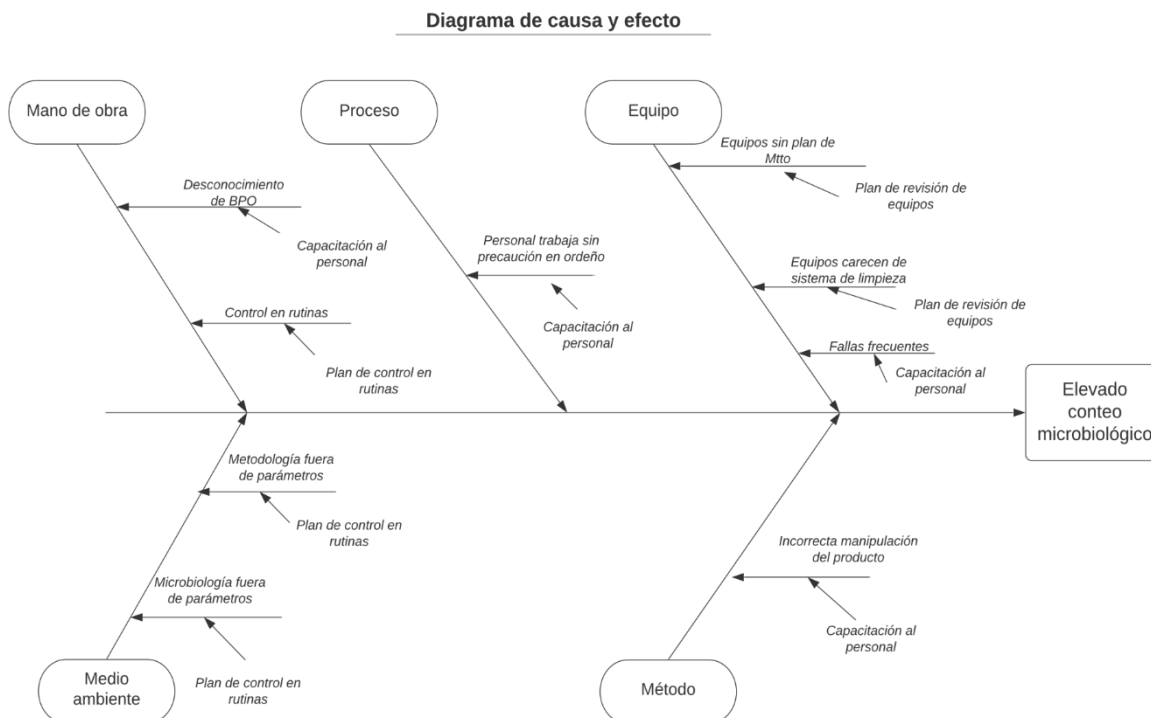 Diagrama de causa y efecto
Mano de obra
Proceso
Equipo
Equipos sin plan de
Mtto
Plan de revisión de
equipos
Desconocimiento
de BPO
Capacitación al
personal
Personal trabaja sin
precaución en ordeño
Capacitación al
personal
Equipos carecen de
sistema de limpieza
Plan de revisión de
equipos
Control en rutinas
Plan de control en
rutinas
Fallas frecuentes
Capacitación al
personal
Elevado
conteo
microbiológico
Metodología fuera
de parámetros
Plan de control en
rutinas
Microbiología fuera
de parámetros
Plan de control en
rutinas
Incorrecta manipulación
del producto
Capacitación al
personal
Medio
ambiente
Método